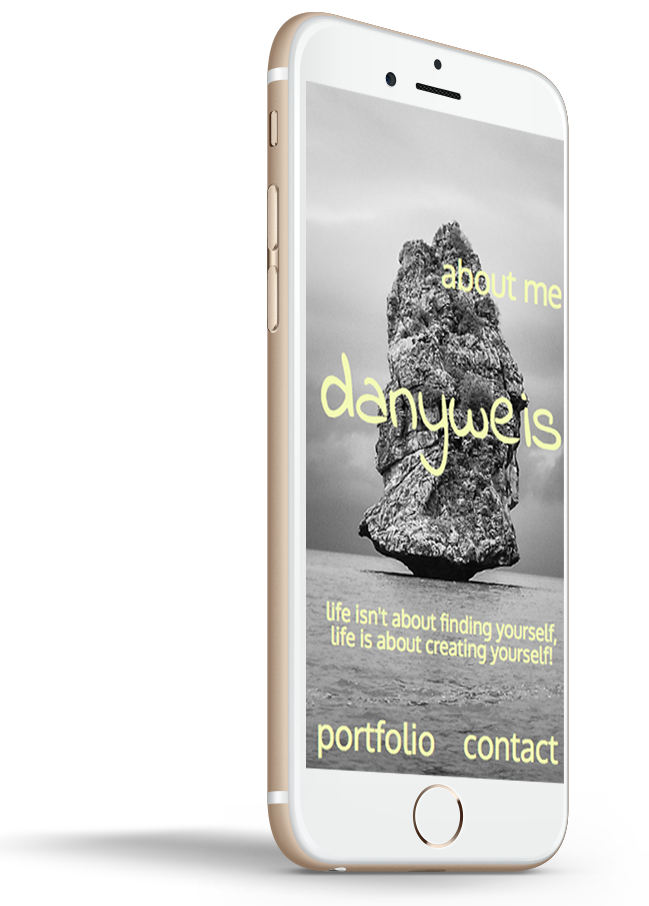 about me
danyweis
life isn't about finding yourself,
life is about creating yourself!
portfolio contact